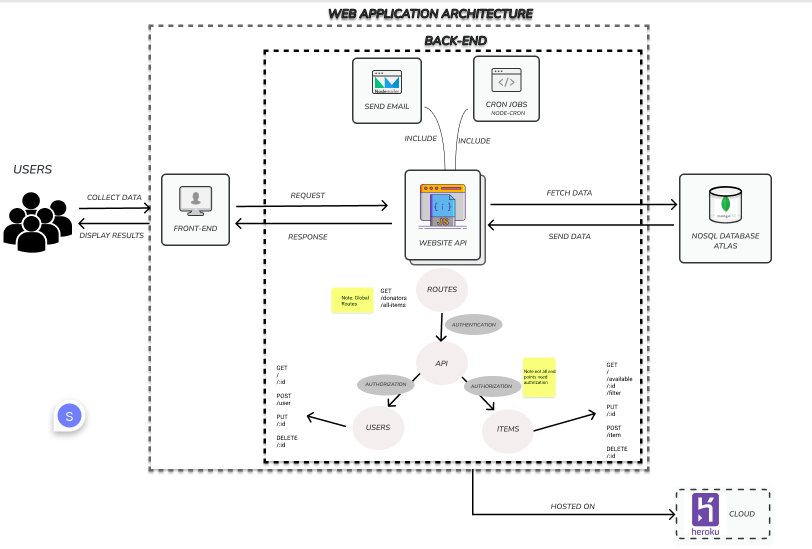 WEB APPLICATION ARCHITECTURE
BACK-END
SEND EMAIL
CRON JOBS
NODE-CRON
INCLUDE
INCLUDE
USERS
COLLECT DATA
DISPLAY RESULTS
FRONT-END
REQUEST
RESPONSE
{ ; }
JS
WEBSITE API
FETCH DATA
SEND DATA
NOSQL DATABASE
ATLAS
Note: Global
Routes
GET
/donators
/all-items
ROUTES
AUTHENTICATION
API
AUTHORIZATION
AUTHORIZATION
Note:not all end
points need
authrization
GET
/
/:id
POST
/user
PUT
/:id
DELETE
/:id
USERS
ITEMS
GET
/
/available
/:id
/filter
PUT
/:id
POST
/item
DELETE
/:id
S
HOSTED ON
heroku
CLOUD